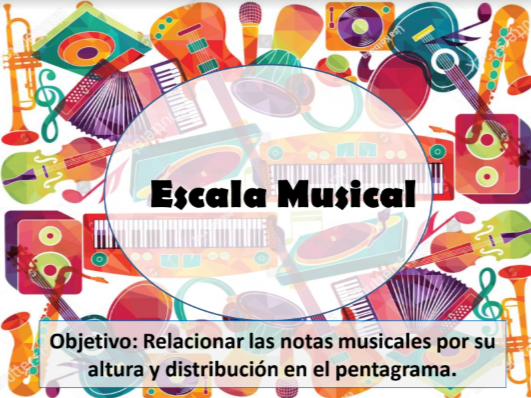 Escala Musical
Objetivo: Relacionar las notas musicales por su
altura y distribución en el pentagrama.